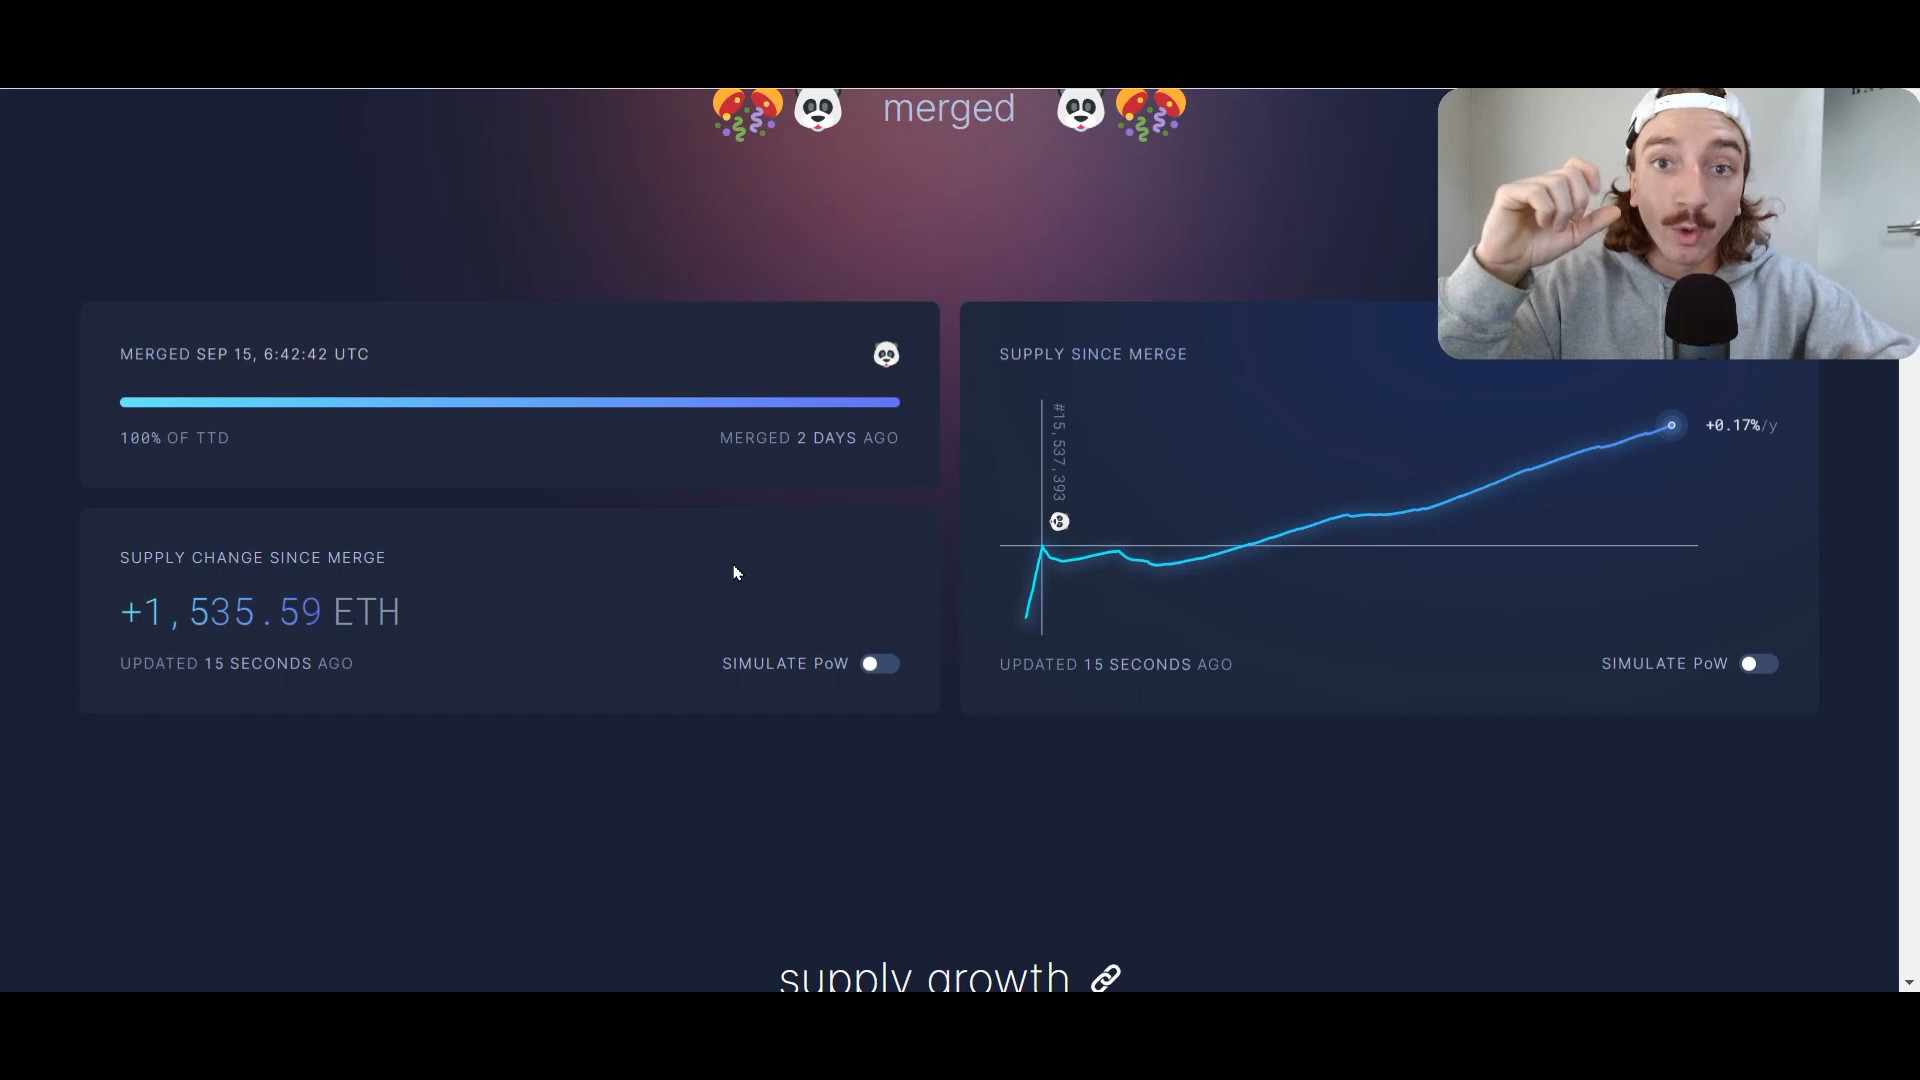 merged
MERGED SEP 15, 6:42:42 UTC
100% OF TTD
MERGED 2 DAYS AGO
SUPPLY CHANGE SINCE MERGE
+1,535.59 ETH
UPDATED 15 SECONDS AGO
SIMULATE PoW
SUPPLY SINCE MERGE
#15,537,393
+0.17%/y
UPDATED 15 SECONDS AGO
SIMULATE PoW
supply growth